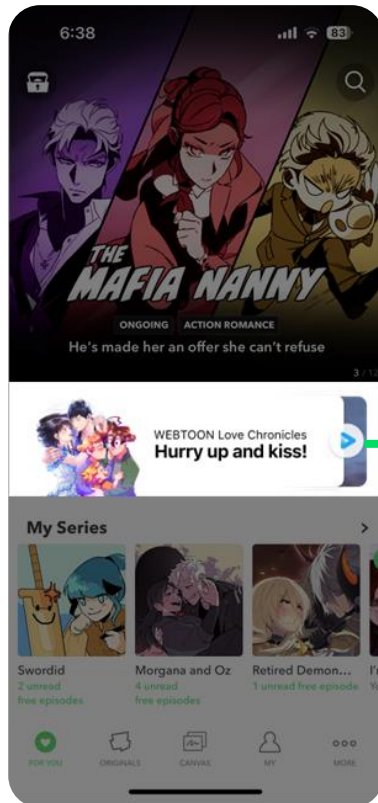 6:38
83
THE
MAFIA NANNY
ONGOING ACTION ROMANCE
He's made her an offer she can't refuse
3 / 12
WEBTOON Love Chronicles
Hurry up and kiss!
My Series >
Swordid
2 unread
free episodes
Morgana and Oz
4 unread
free episodes
Retired Demon...
1 unread free episode
I'
Yo
FOR YOU
ORIGINALS
CANVAS
MY
MORE